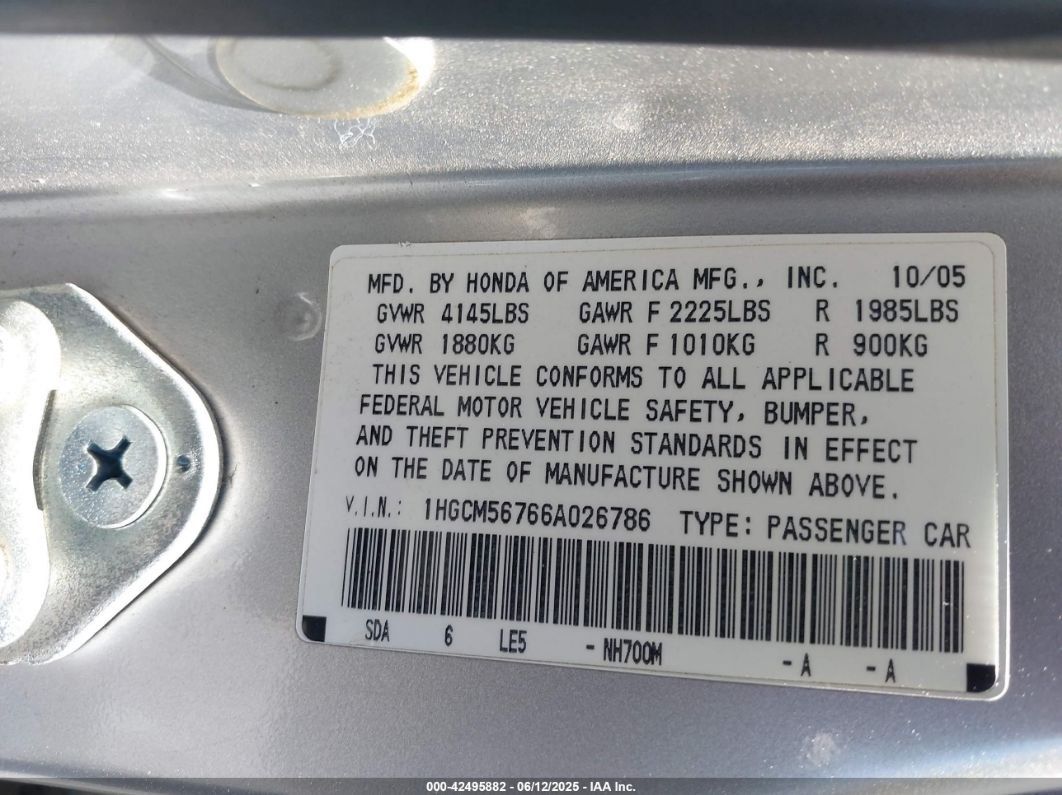 MFD. BY HONDA OF AMERICA MFG., INC. 10/05
GVWR 4145LBS GAWR F 2225LBS R 1985LBS
GVWR 1880KG GAWR F 1010KG R 900KG
THIS VEHICLE CONFORMS TO ALL APPLICABLE
FEDERAL MOTOR VEHICLE SAFETY, BUMPER,
AND THEFT PREVENTION STANDARDS IN EFFECT
ON THE DATE OF MANUFACTURE SHOWN ABOVE.
V.I.N.: 1HGCM56766A026786 TYPE: PASSENGER CAR
SDA 6 LE5 - NH700M - A - A
000-42495882 - 06/12/2025 - IAA Inc.